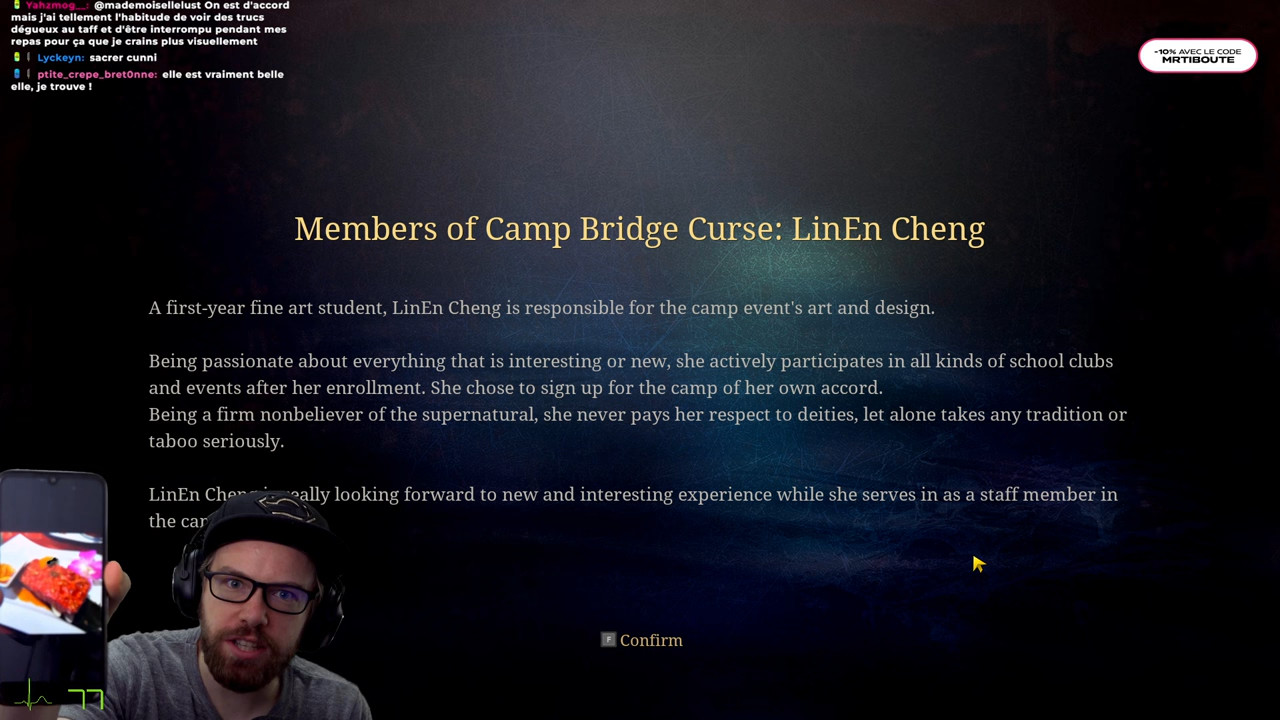 Yahzmog__: @mademoisellelust On est d'accord
mais j'ai tellement l'habitude de voir des trucs
dégueux au taff et d'être interrompu pendant mes
repas pour ça que je crains plus visuellement
Lyckeyn: sacrer cunni
ptite_crepe_bret0nne: elle est vraiment belle
elle, je trouve !
-10% AVEC LE CODE
MRTIBOUTE
Members of Camp Bridge Curse: LinEn Cheng
A first-year fine art student, LinEn Cheng is responsible for the camp event's art and design.
Being passionate about everything that is interesting or new, she actively participates in all kinds of school clubs
and events after her enrollment. She chose to sign up for the camp of her own accord.
Being a firm nonbeliever of the supernatural, she never pays her respect to deities, let alone takes any tradition or
taboo seriously.
LinEn Cheng is really looking forward to new and interesting experience while she serves in as a staff member in
the
F Confirm
77